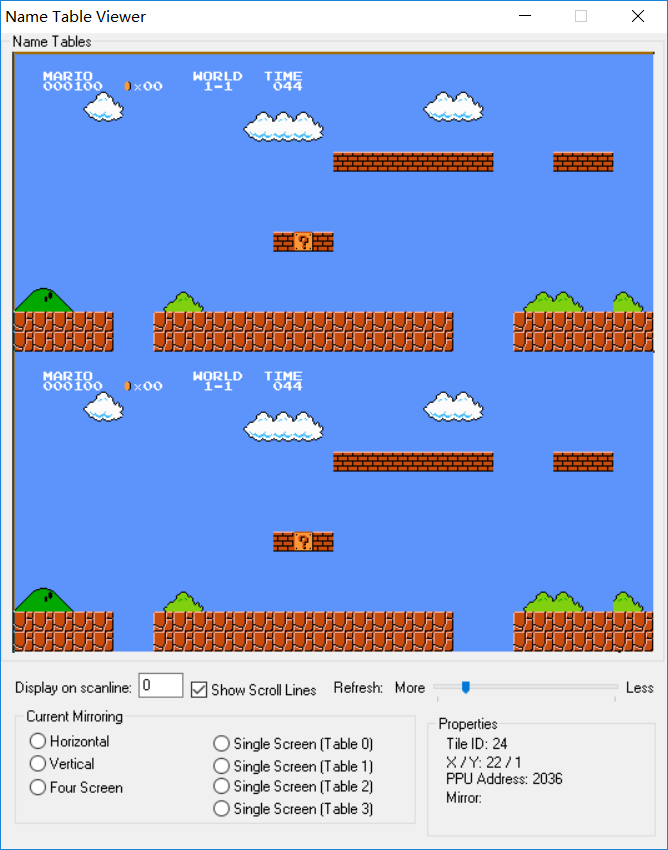 Name Table Viewer
Name Tables
MARIO WORLD TIME
000100 ×00 1-1 044
?
MARIO WORLD TIME
000100 ×00 1-1 044
?
Display on scanline: 0 Show Scroll Lines Refresh: More Less
Current Mirroring
Horizontal
Vertical
Four Screen
Single Screen (Table 0)
Single Screen (Table 1)
Single Screen (Table 2)
Single Screen (Table 3)
Properties
Tile ID: 24
X / Y: 22 / 1
PPU Address: 2036
Mirror: